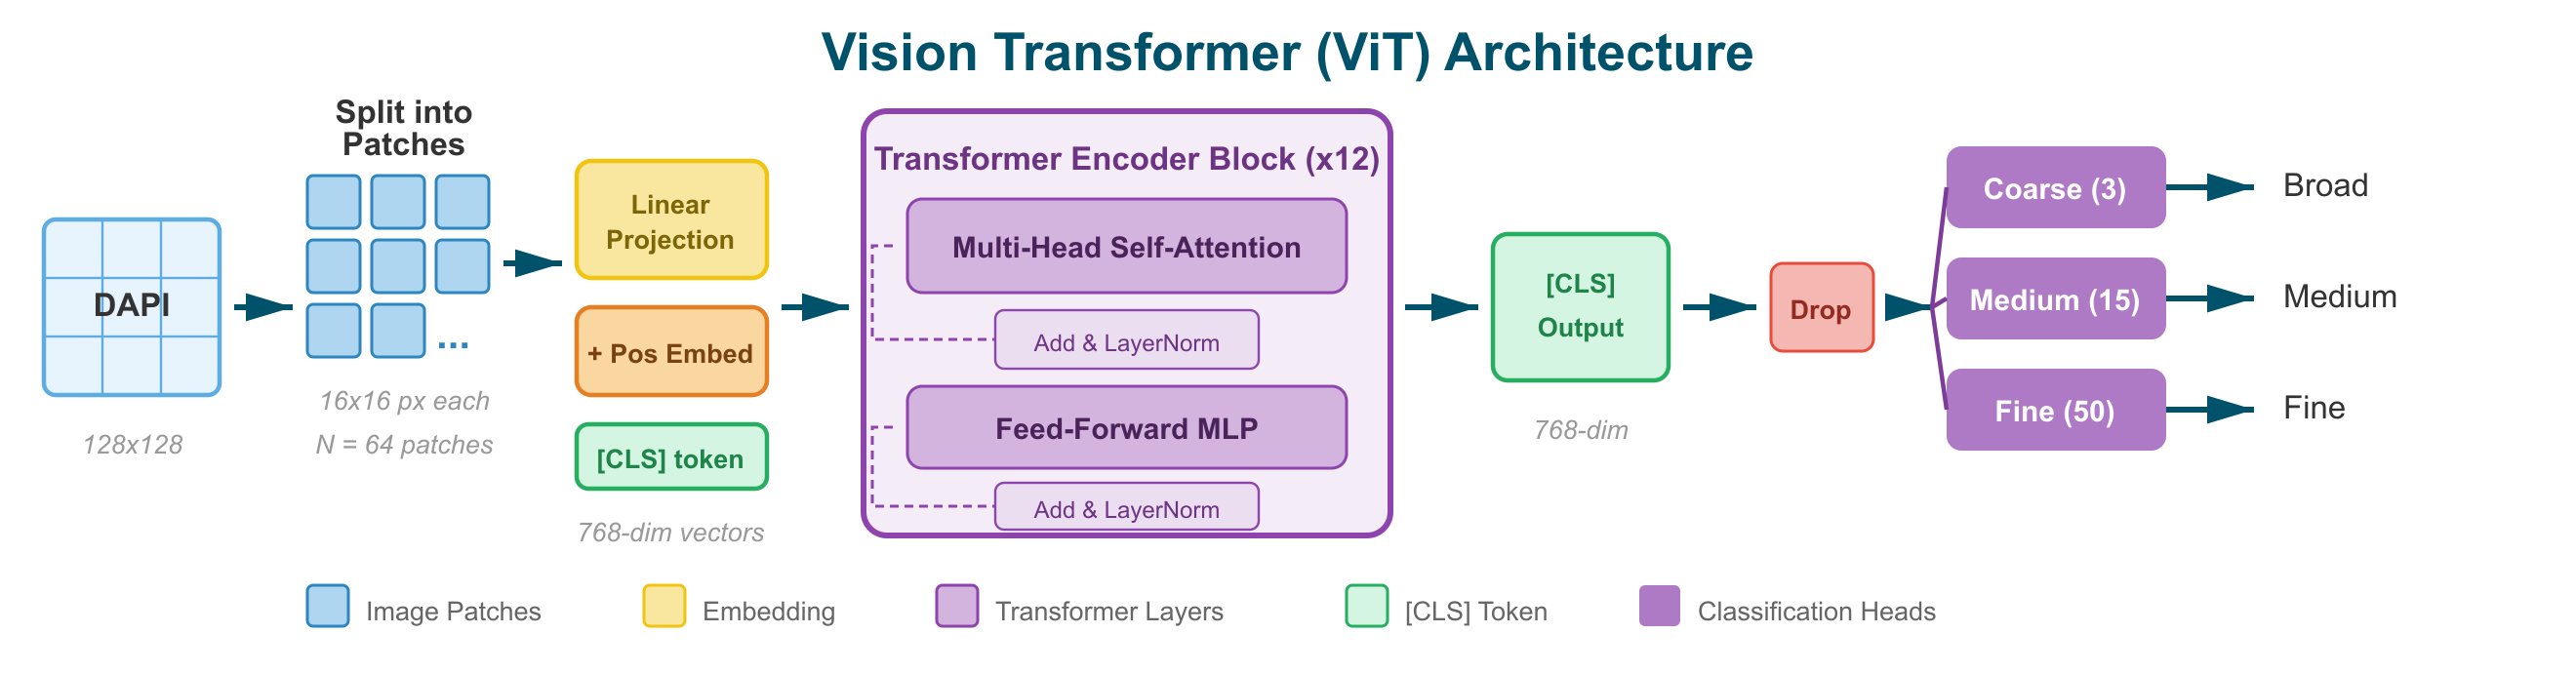 Vision Transformer (ViT) Architecture
Split into
Patches
DAPI
128x128
16x16 px each
N = 64 patches
...
Linear
Projection
+ Pos Embed
[CLS] token
768-dim vectors
Transformer Encoder Block (x12)
Multi-Head Self-Attention
Add & LayerNorm
Feed-Forward MLP
Add & LayerNorm
[CLS]
Output
768-dim
Drop
Coarse (3)
Broad
Medium (15)
Medium
Fine (50)
Fine
Image Patches
Embedding
Transformer Layers
[CLS] Token
Classification Heads